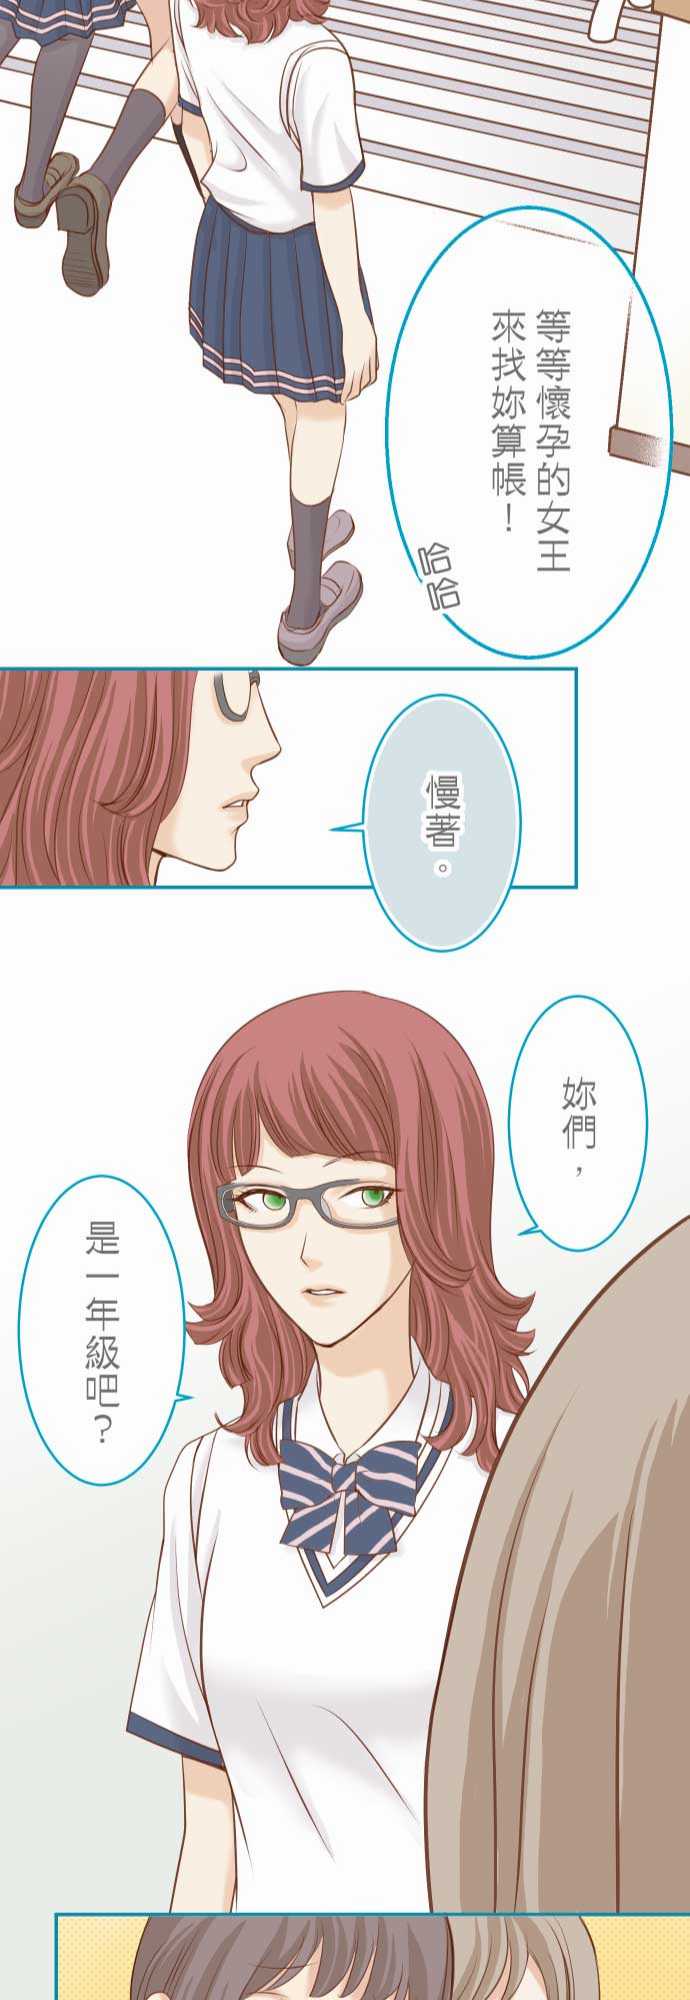 等等懷孕的女王
來找妳算帳！
哈哈
慢著。
妳們，
是一年級吧？